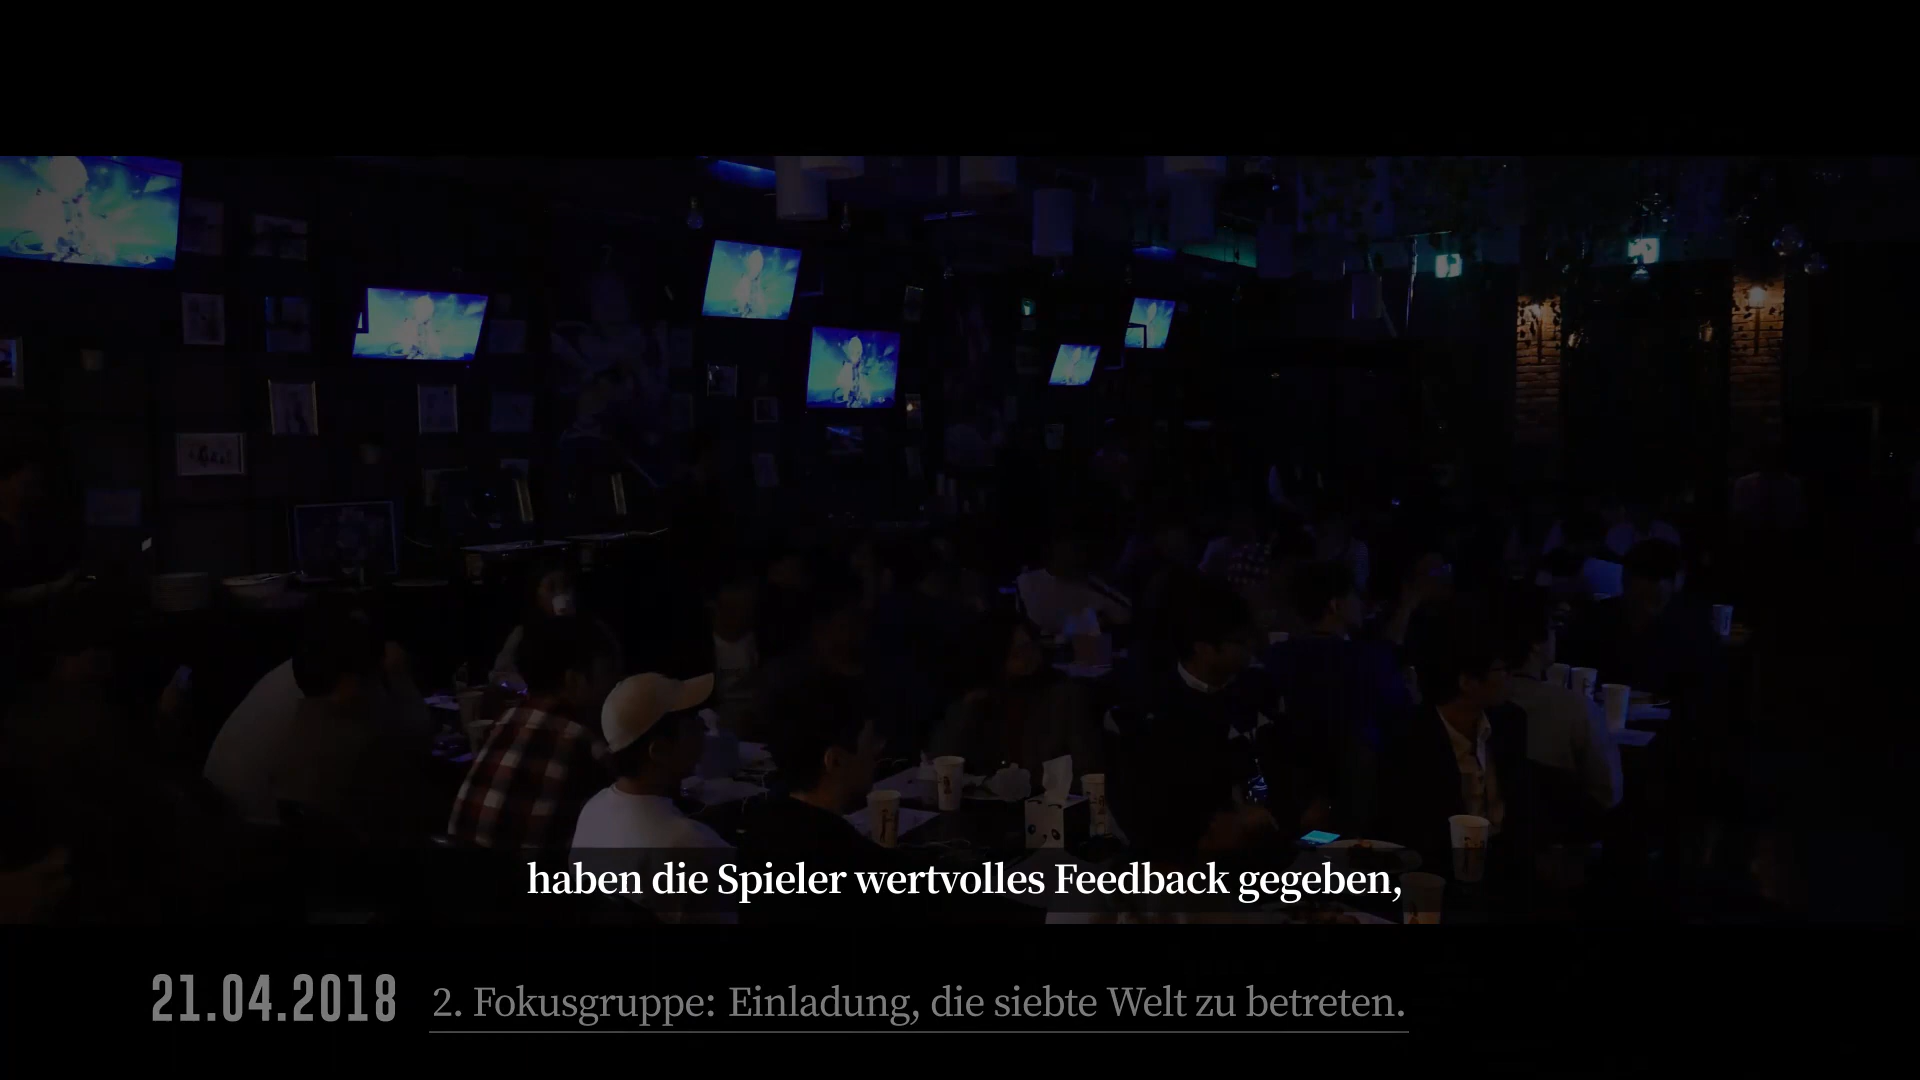 haben die Spieler wertvolles Feedback gegeben,
21.04.2018 2. Fokusgruppe: Einladung, die siebte Welt zu betreten.